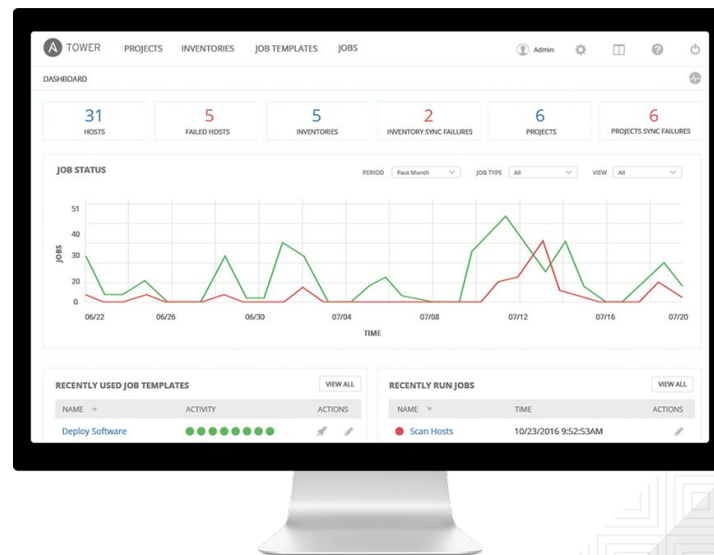 A TOWER PROJECTS INVENTORIES JOB TEMPLATES JOBS Admin ?
DASHBOARD
31 5 5 2 6 6
HOSTS FAILED HOSTS INVENTORIES INVENTORY SYNC FAILURES PROJECTS PROJECTS SYNC FAILURES
JOB STATUS PERIOD Past Month JOB TYPE All VIEW All
51
40
30
20
0
JOBS
06/22 06/26 06/30 07/04 07/08 07/12 07/16 07/20
TIME
RECENTLY USED JOB TEMPLATES VIEW ALL
NAME ACTIVITY ACTIONS
Deploy Software
RECENTLY RUN JOBS VIEW ALL
NAME TIME ACTIONS
Scan Hosts 10/23/2016 9:52:53AM